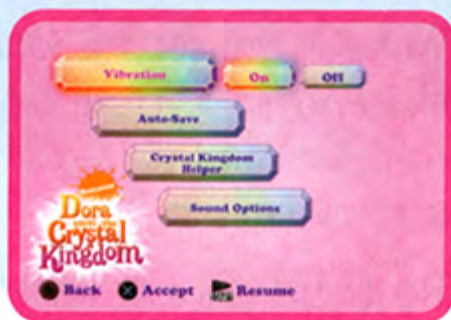 Vibration
On
Off
Auto-Save
Crystal Kingdom
Helper
Sound Options
Dora
Crystal
Kingdom
Back
Accept
Resume